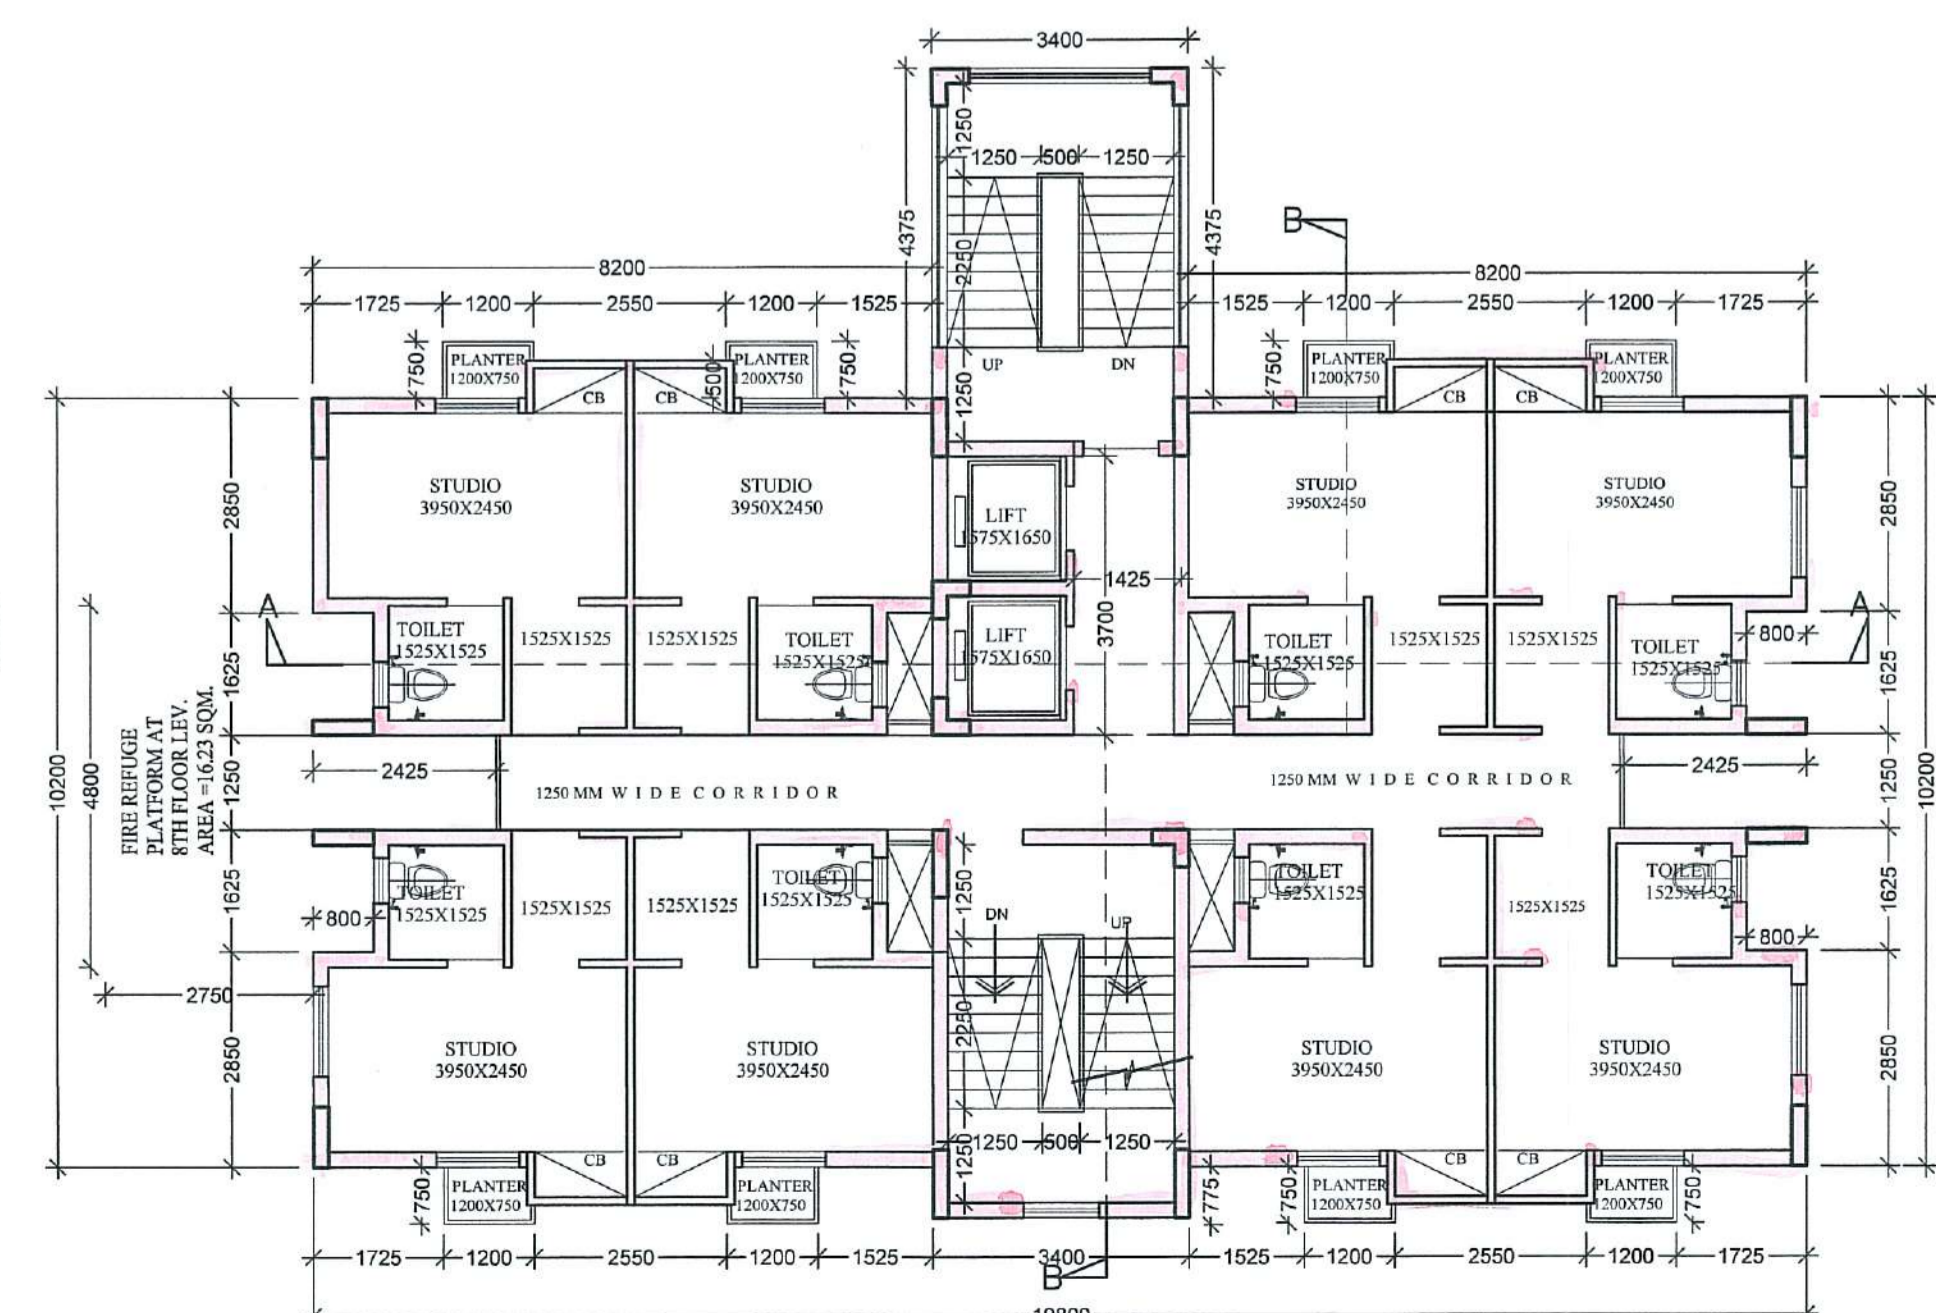 3400
1250
1250 500 1250
4375
4375
2250
B
8200
8200
1725 1200 2550 1200 1525
1525 1200 2550 1200 1725
750
PLANTER
1200X750
CB
CB
500
PLANTER
1200X750
750
UP
DN
1250
750
PLANTER
1200X750
CB
CB
PLANTER
1200X750
2850
STUDIO
3950X2450
STUDIO
3950X2450
LIFT
1575X1650
STUDIO
3950X2450
STUDIO
3950X2450
2850
1425
3700
A
A
TOILET
1525X1525
1525X1525
1525X1525
TOILET
1525X1525
LIFT
1575X1650
TOILET
1525X1525
1525X1525
1525X1525
TOILET
1525X1525
800
1625
1625
10200
4800
FIRE REFUGE
PLATFORM AT
8TH FLOOR LEV.
AREA =16.23 SQM.
1250
2425
1250 MM WIDE CORRIDOR
1250 MM WIDE CORRIDOR
2425
1250
10200
1625
800
TOILET
1525X1525
1525X1525
1525X1525
TOILET
1525X1525
1250
DN
UP
TOILET
1525X1525
1525X1525
TOILET
1525X1525
800
1625
2750
2850
STUDIO
3950X2450
STUDIO
3950X2450
2250
STUDIO
3950X2450
STUDIO
3950X2450
2850
1250 500 1250
1250
750
PLANTER
1200X750
CB
CB
PLANTER
1200X750
775
750
PLANTER
1200X750
CB
CB
PLANTER
1200X750
750
1725 1200 2550 1200 1525 3400 1525 1200 2550 1200 1725
B